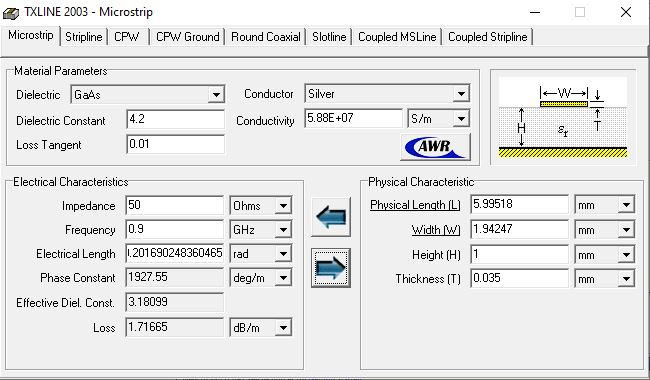 TXLINE 2003 - Microstrip
Microstrip Stripline CPW CPW Ground Round Coaxial Slotline Coupled MSLine Coupled Stripline
Material Parameters
Dielectric GaAs Conductor Silver
Dielectric Constant 4.2 Conductivity 5.88E+07 S/m
Loss Tangent 0.01 AWR
W
H
εr
T
Electrical Characteristics
Impedance 50 Ohms
Frequency 0.9 GHz
Electrical Length .201690248360465 rad
Phase Constant 1927.55 deg/m
Effective Diel. Const. 3.18099
Loss 1.71665 dB/m
Physical Characteristic
Physical Length (L) 5.99518 mm
Width (W) 1.94247 mm
Height (H) 1 mm
Thickness (T) 0.035 mm